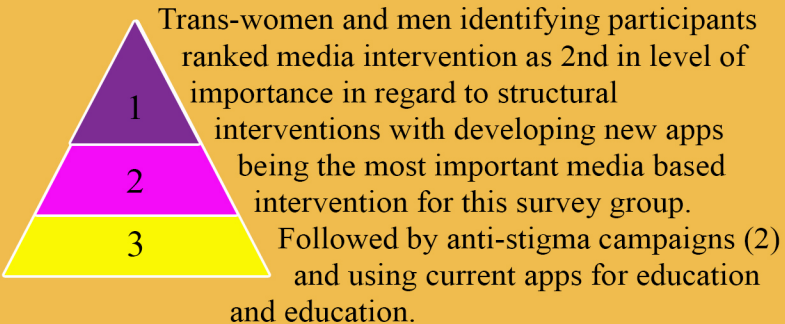 Trans-women and men identifying participants
ranked media intervention as 2nd in level of
importance in regard to structural
interventions with developing new apps
being the most important media based
intervention for this survey group.
Followed by anti-stigma campaigns (2)
and using current apps for education
and education.
1
2
3